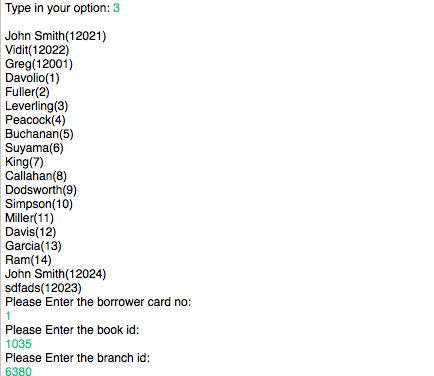 Type in your option: 3
John Smith(12021)
Vidit(12022)
Greg(12001)
Davolio(1)
Fuller(2)
Leverling(3)
Peacock(4)
Buchanan(5)
Suyama(6)
King(7)
Callahan(8)
Dodsworth(9)
Simpson(10)
Miller(11)
Davis(12)
Garcia(13)
Ram(14)
John Smith(12024)
sdfads(12023)
Please Enter the borrower card no:
1
Please Enter the book id:
1035
Please Enter the branch id:
6380